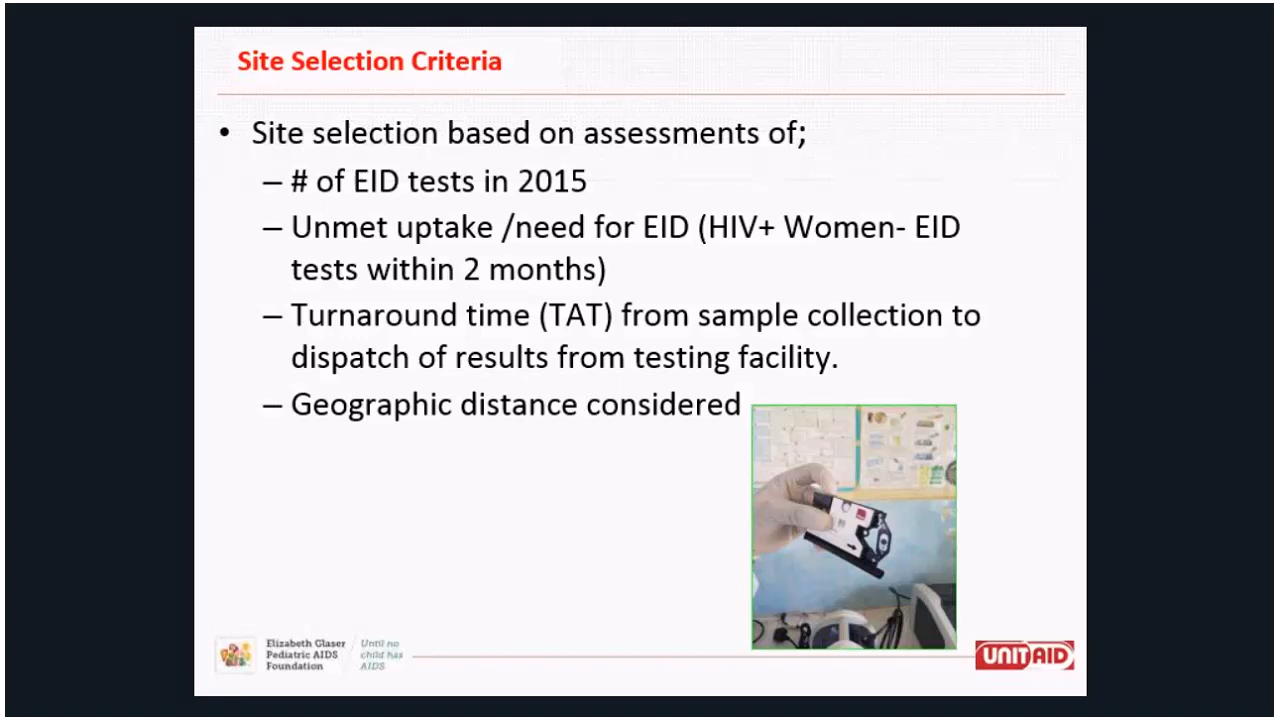 Site Selection Criteria
• Site selection based on assessments of;
– # of EID tests in 2015
– Unmet uptake /need for EID (HIV+ Women- EID
tests within 2 months)
– Turnaround time (TAT) from sample collection to
dispatch of results from testing facility.
– Geographic distance considered
Elizabeth Glaser
Pediatric AIDS
Foundation
Until no
child has
AIDS
UNITAID